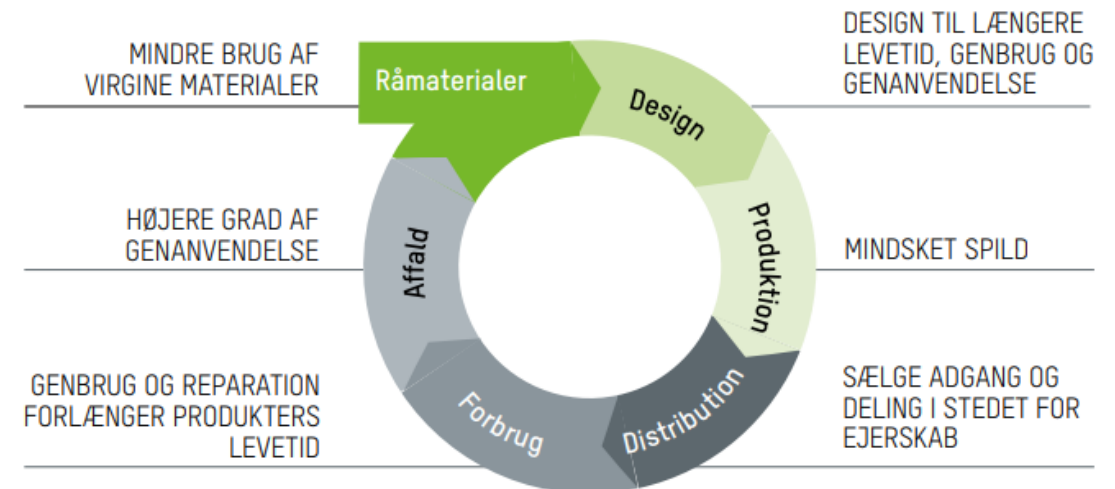 MINDRE BRUG AF
VIRGINE MATERIALER
Råmaterialer
Design
DESIGN TIL LÆNGERE
LEVETID, GENBRUG OG
GENANVENDELSE
HØJERE GRAD AF
GENANVENDELSE
Affald
Produktion
MINDSKET SPILD
GENBRUG OG REPARATION
FORLÆNGER PRODUKTERS
LEVETID
Forbrug
Distribution
SÆLGE ADGANG OG
DELING I STEDET FOR
EJERSKAB